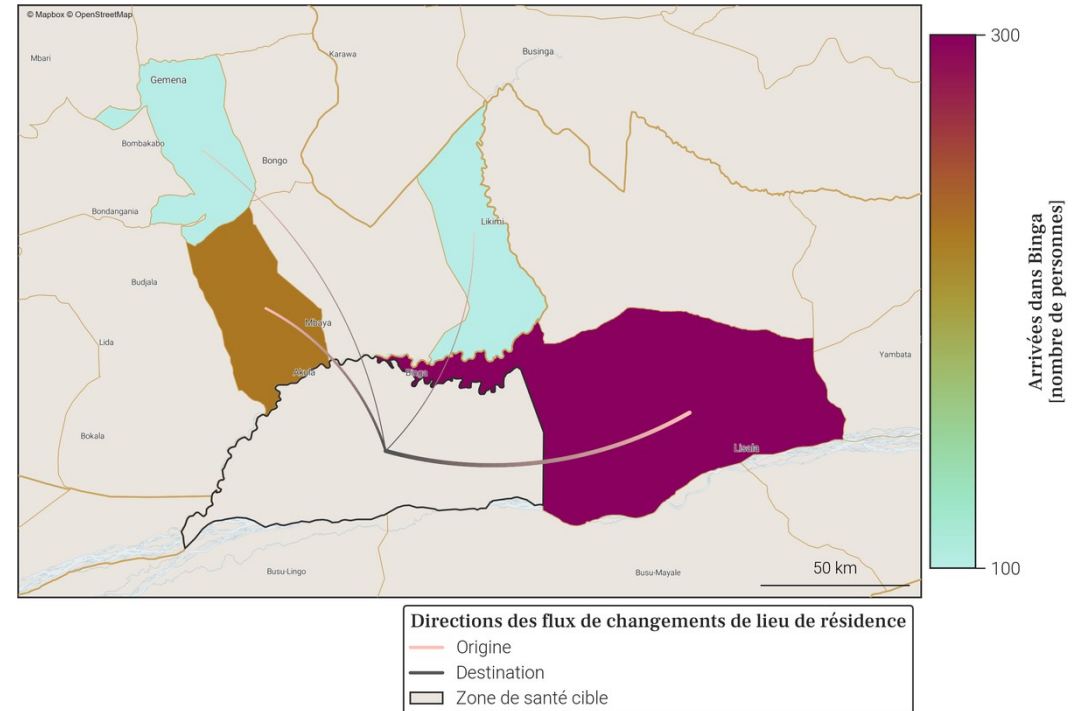 © Mapbox © OpenStreetMap
Mbari
Karawa
Businga
Gemena
Bombakabo
Bongo
Bondangania
Likimi
Budjala
Mbaya
Lida
Yambata
Akula
Binga
Bokala
Lisala
Busu-Lingo
Busu-Mayale
50 km
300
100
Arrivées dans Binga
[nombre de personnes]
Directions des flux de changements de lieu de résidence
Origine
Destination
Zone de santé cible